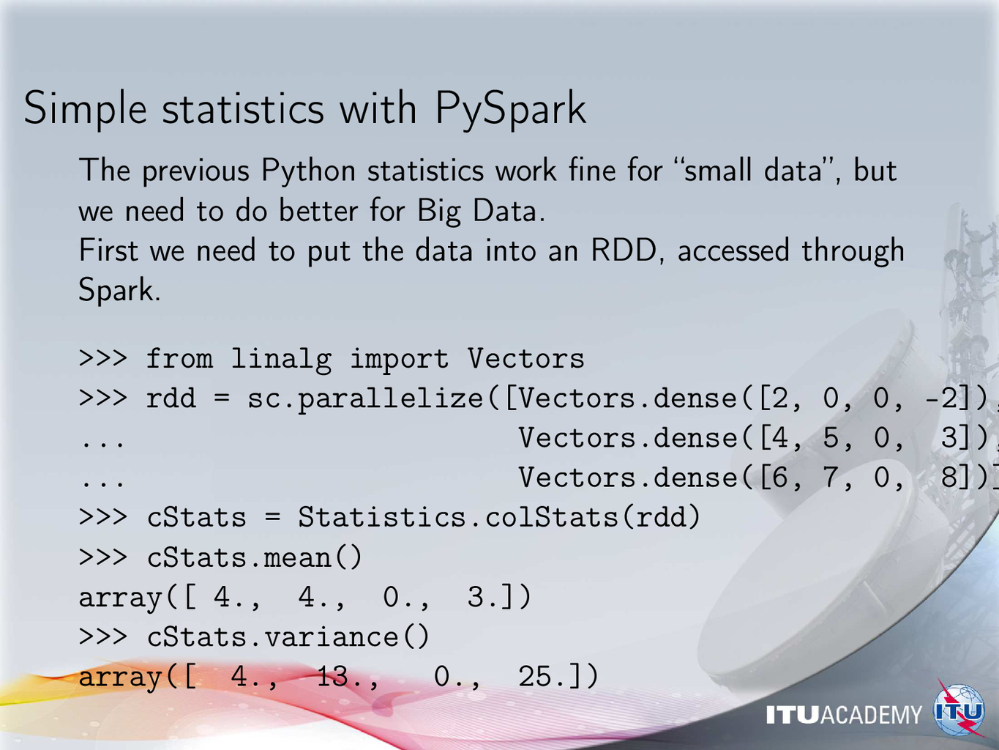 Simple statistics with PySpark
The previous Python statistics work fine for “small data”, but
we need to do better for Big Data.
First we need to put the data into an RDD, accessed through
Spark.
>>> from linalg import Vectors
>>> rdd = sc.parallelize([Vectors.dense([2, 0, 0, -2]),
...                       Vectors.dense([4, 5, 0,  3]),
...                       Vectors.dense([6, 7, 0,  8])]
>>> cStats = Statistics.colStats(rdd)
>>> cStats.mean()
array([ 4.,  4.,  0.,  3.])
>>> cStats.variance()
array([  4.,  13.,   0.,  25.])
ITUACADEMY
ITU